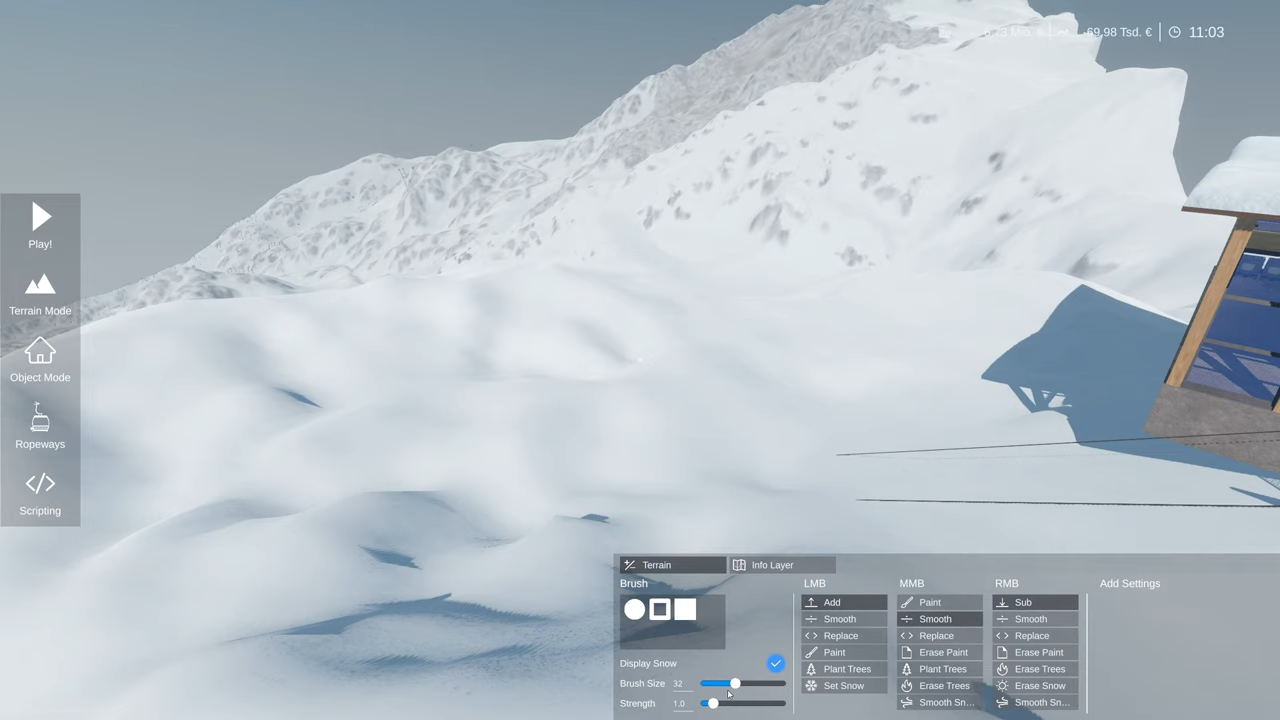 -69,98 Tsd. €
11:03
Play!
Terrain Mode
Object Mode
Ropeways
Scripting
Terrain
Info Layer
Brush
Display Snow
Brush Size 32
Strength 1.0
LMB
Add
Smooth
Replace
Paint
Plant Trees
Set Snow
MMB
Paint
Smooth
Replace
Erase Paint
Plant Trees
Erase Trees
Smooth Sn...
RMB
Sub
Smooth
Replace
Erase Paint
Erase Trees
Erase Snow
Smooth Sn...
Add Settings